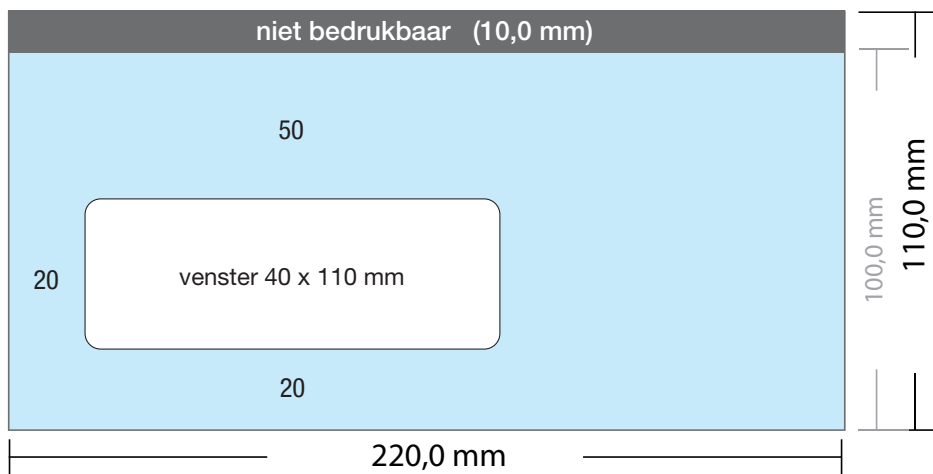 niet bedrukbaar (10,0 mm)
50
20
venster 40 x 110 mm
20
100,0 mm
110,0 mm
220,0 mm